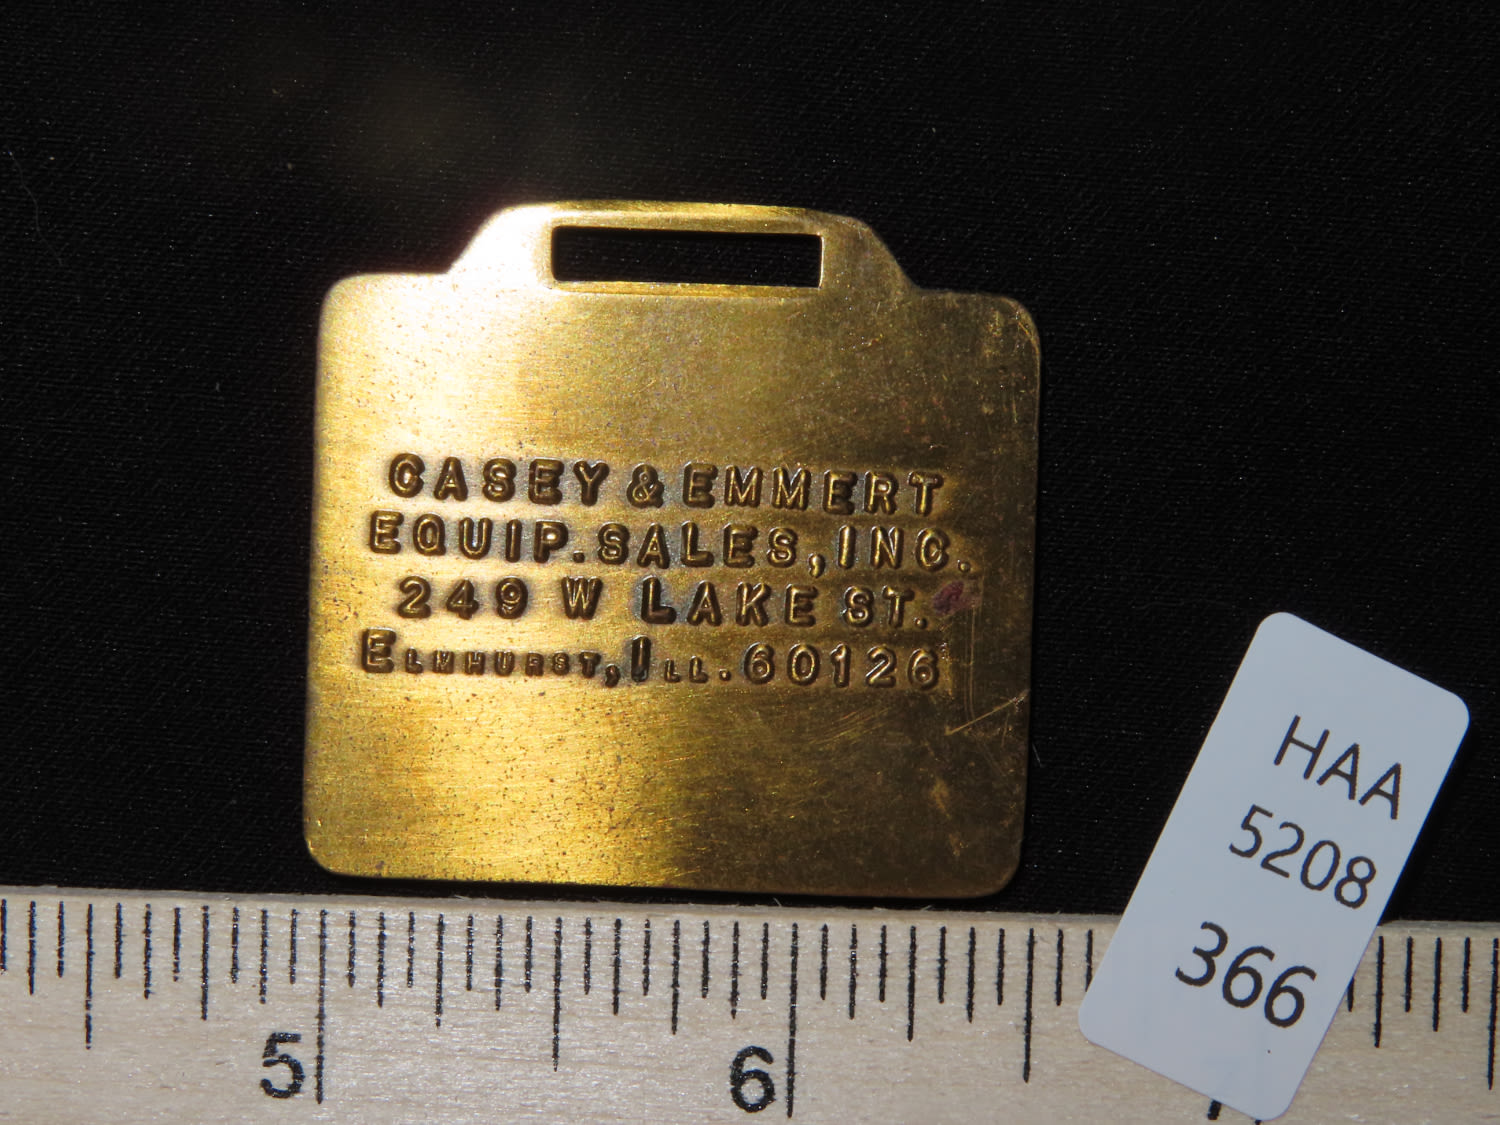 CASEY & EMMERT
EQUIP. SALES, INC.
249 W LAKE ST.
ELMHURST, ILL. 60126
HAA
5208
366
5
6